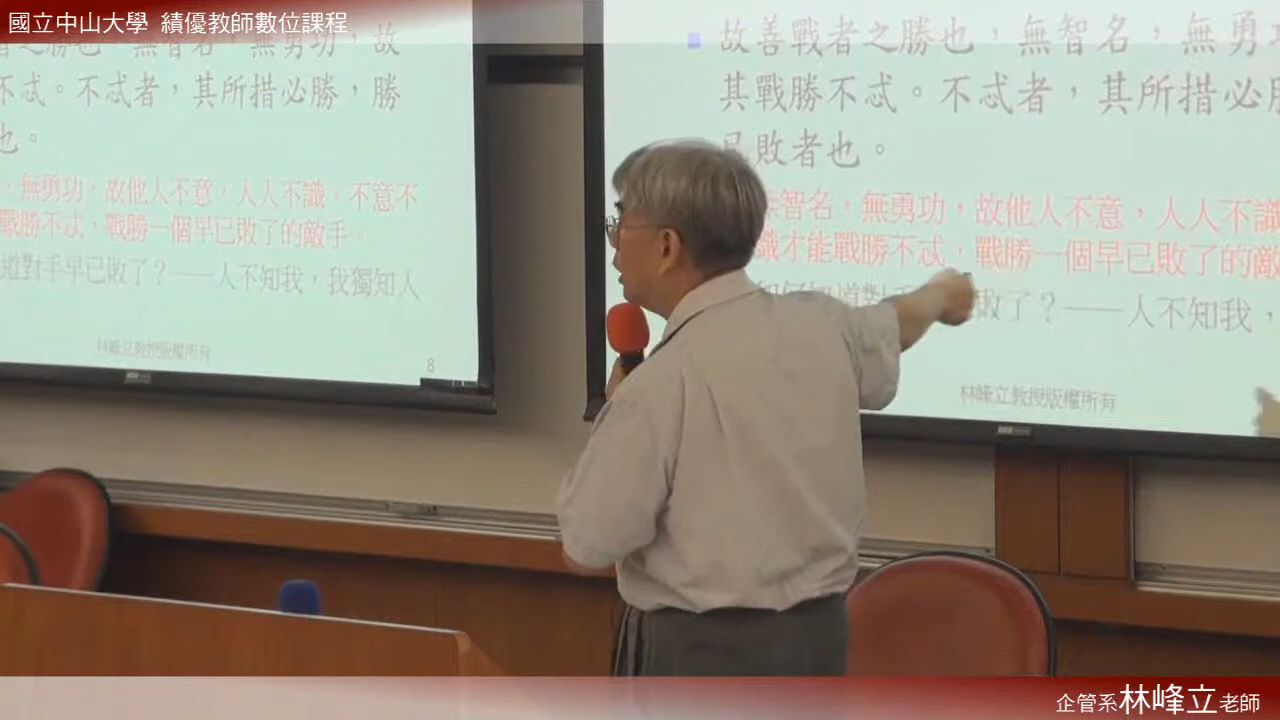 國立中山大學 績優教師數位課程
之勝也，無智名，無勇功，故
不忒。不忒者，其所措必勝，勝
也。
，無勇功，故他人不意，人人不識。不意不
戰勝不忒，戰勝一個早已敗了的敵手。
道對手早已敗了？——人不知我，我獨知人
林峰立教授版權所有
8
故善戰者之勝也，無智名，無勇
其戰勝不忒。不忒者，其所措必
敗者也。
智名，無勇功，故他人不意，人人不識
識才能戰勝不忒，戰勝一個早已敗了的敵
敗了？——人不知我，
林峰立教授版權所有
企管系林峰立老師